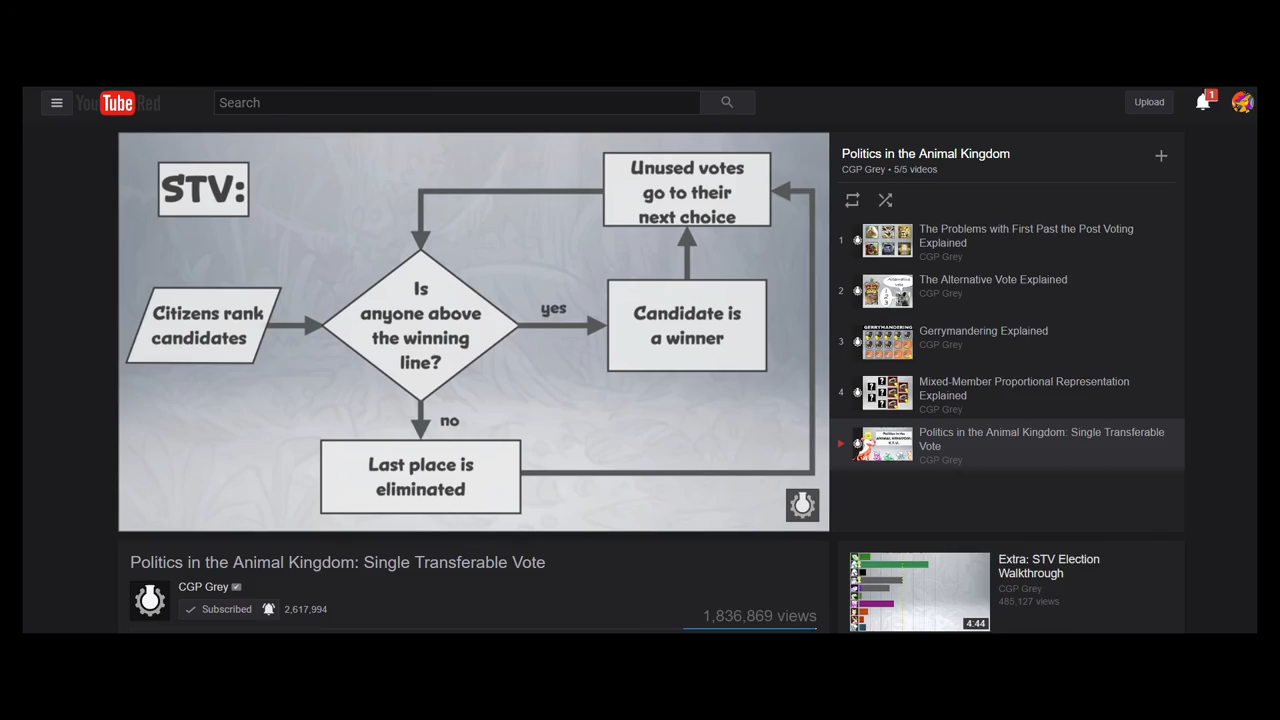 YouTube Red
Search
Upload
1
STV:
Citizens rank
candidates
Is
anyone above
the winning
line?
yes
no
Candidate is
a winner
Unused votes
go to their
next choice
Last place is
eliminated
Politics in the Animal Kingdom
CGP Grey • 5/5 videos
1
The Problems with First Past the Post Voting
Explained
CGP Grey
2
The Alternative Vote Explained
CGP Grey
3
GERRYMANDERING
Gerrymandering Explained
CGP Grey
4
Mixed-Member Proportional Representation
Explained
CGP Grey
Politics in the Animal Kingdom: Single Transferable
Vote
CGP Grey
Politics in the Animal Kingdom: Single Transferable Vote
CGP Grey
Subscribed
2,617,994
1,836,869 views
Extra: STV Election
Walkthrough
CGP Grey
485,127 views
4:44